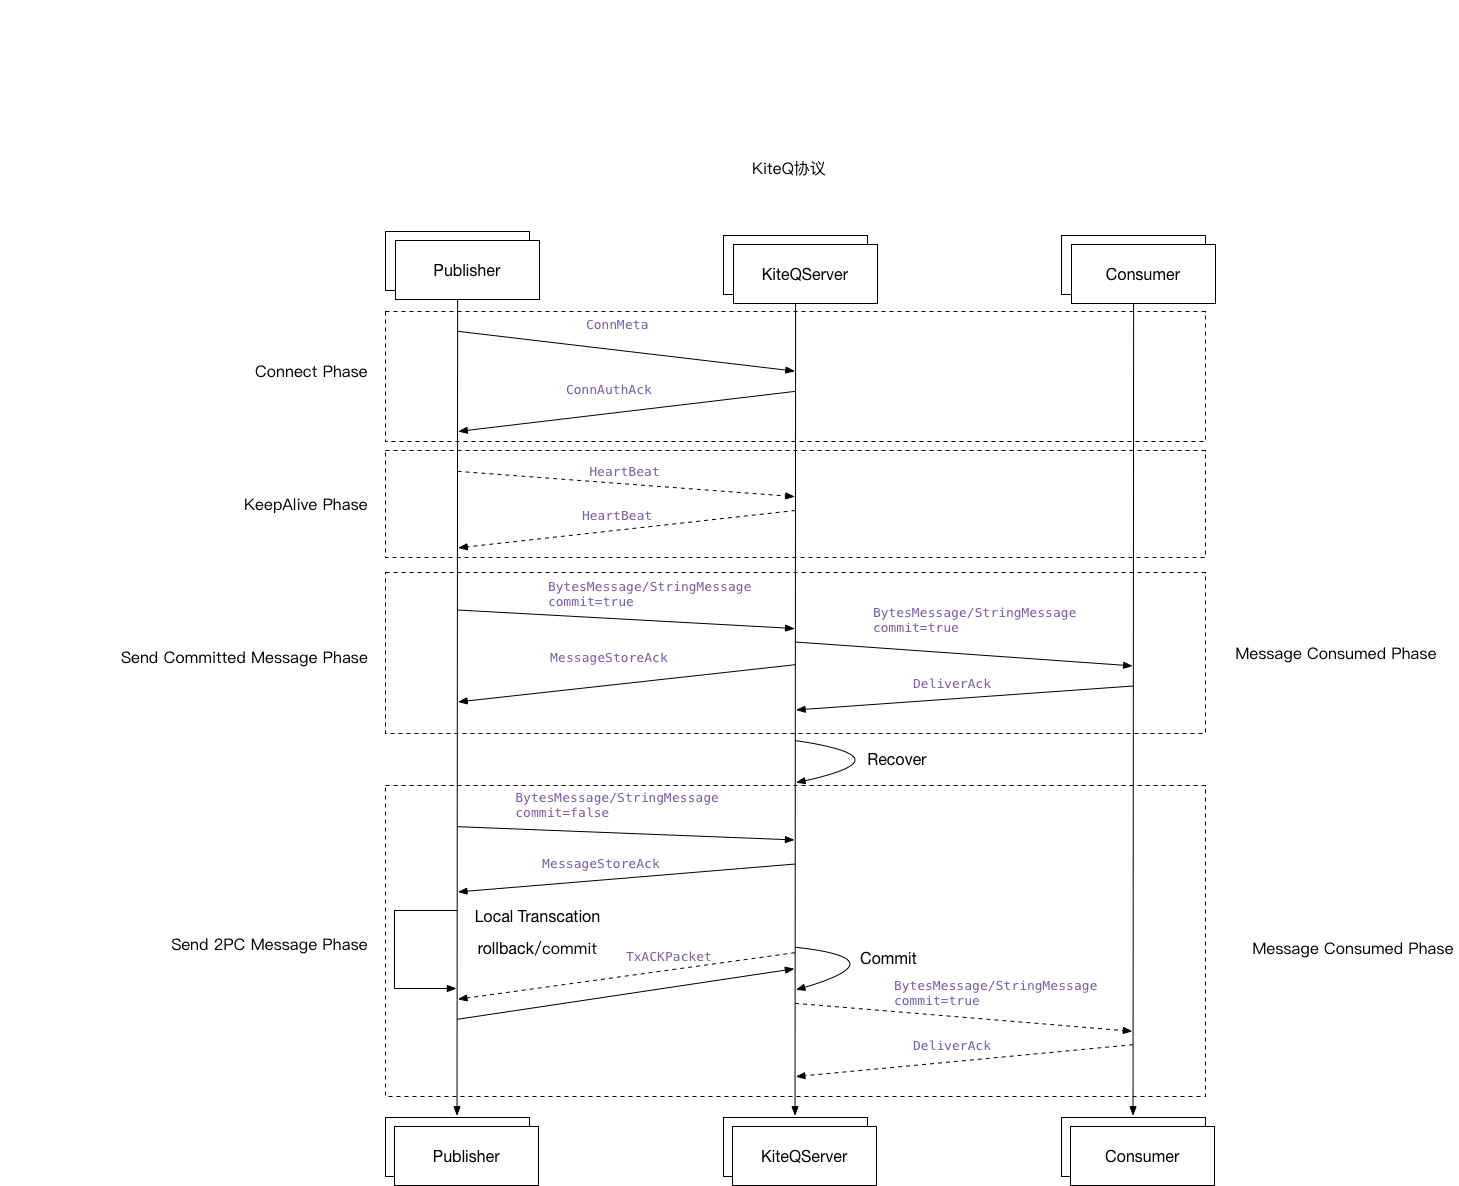 KiteQ协议
Publisher
KiteQServer
Consumer
ConnMeta
Connect Phase
ConnAuthAck
HeartBeat
KeepAlive Phase
HeartBeat
BytesMessage/StringMessage
commit=true
BytesMessage/StringMessage
commit=true
Send Committed Message Phase
MessageStoreAck
Message Consumed Phase
DeliverAck
Recover
BytesMessage/StringMessage
commit=false
MessageStoreAck
Local Transcation
Send 2PC Message Phase
rollback/commit
TxACKPacket
Commit
Message Consumed Phase
BytesMessage/StringMessage
commit=true
DeliverAck
Publisher
KiteQServer
Consumer